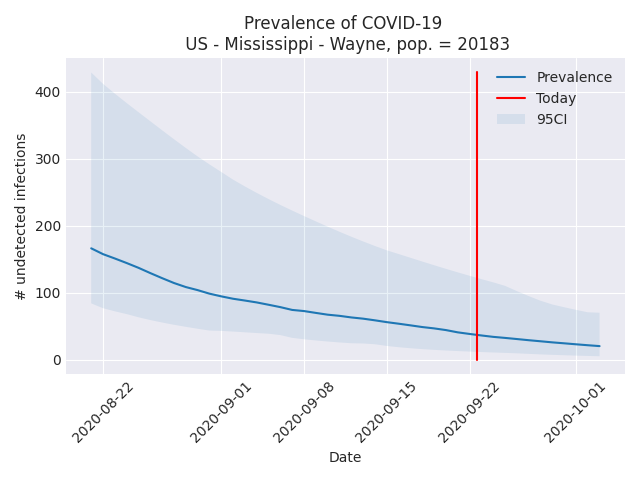 Prevalence of COVID-19
US - Mississippi - Wayne, pop. = 20183
Prevalence
Today
95CI
# undetected infections
400
300
200
100
0
2020-08-22
2020-09-01
2020-09-08
2020-09-15
2020-09-22
2020-10-01
Date